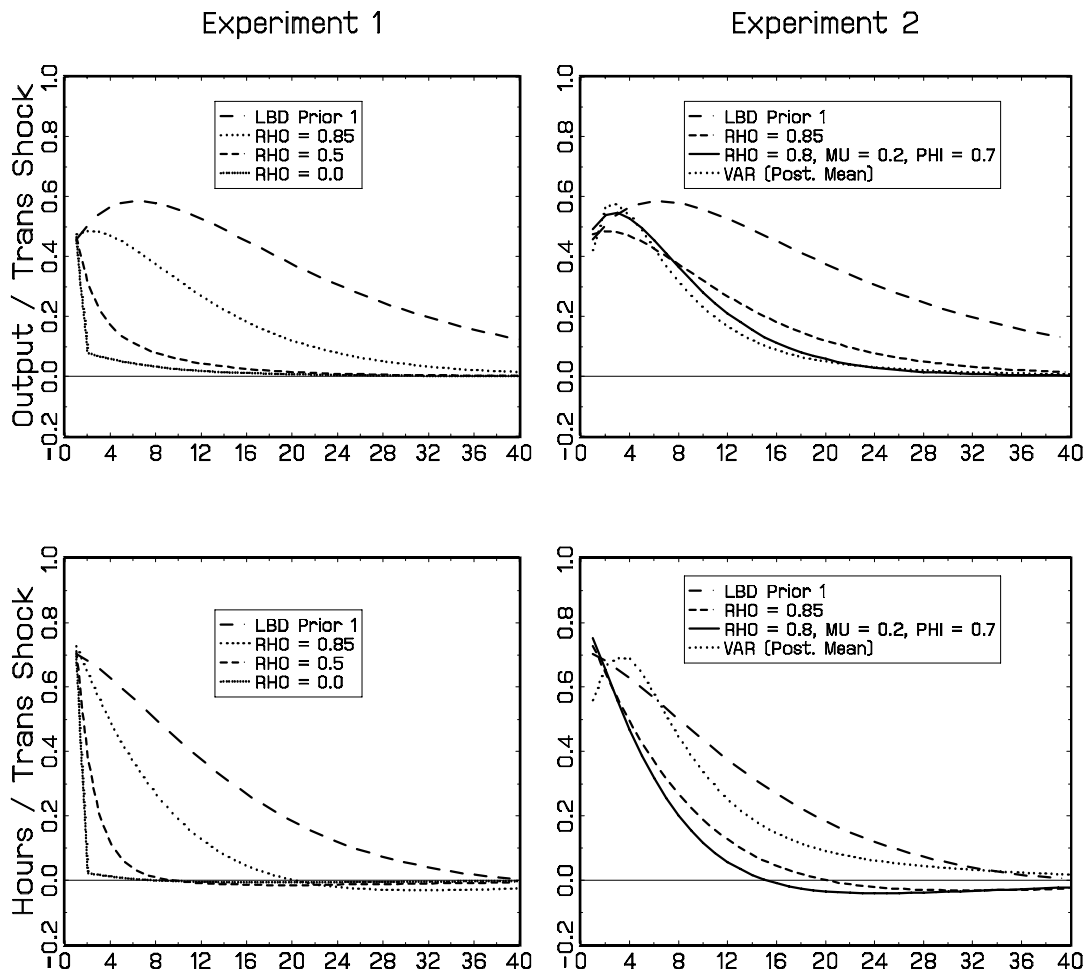 Experiment 1
Experiment 2
Output / Trans Shock
1.0
0.8
0.6
0.4
0.2
0.0
-0.2
LBD Prior 1
RHO = 0.85
RHO = 0.5
RHO = 0.0
0 4 8 12 16 20 24 28 32 36 40
1.0
0.8
0.6
0.4
0.2
0.0
-0.2
LBD Prior 1
RHO = 0.85
RHO = 0.8, MU = 0.2, PHI = 0.7
VAR (Post. Mean)
0 4 8 12 16 20 24 28 32 36 40
Hours / Trans Shock
1.0
0.8
0.6
0.4
0.2
0.0
-0.2
LBD Prior 1
RHO = 0.85
RHO = 0.5
RHO = 0.0
0 4 8 12 16 20 24 28 32 36 40
1.0
0.8
0.6
0.4
0.2
0.0
-0.2
LBD Prior 1
RHO = 0.85
RHO = 0.8, MU = 0.2, PHI = 0.7
VAR (Post. Mean)
0 4 8 12 16 20 24 28 32 36 40